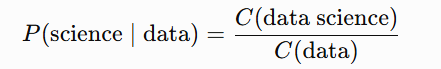 P(science | data) = C(data science) / C(data)